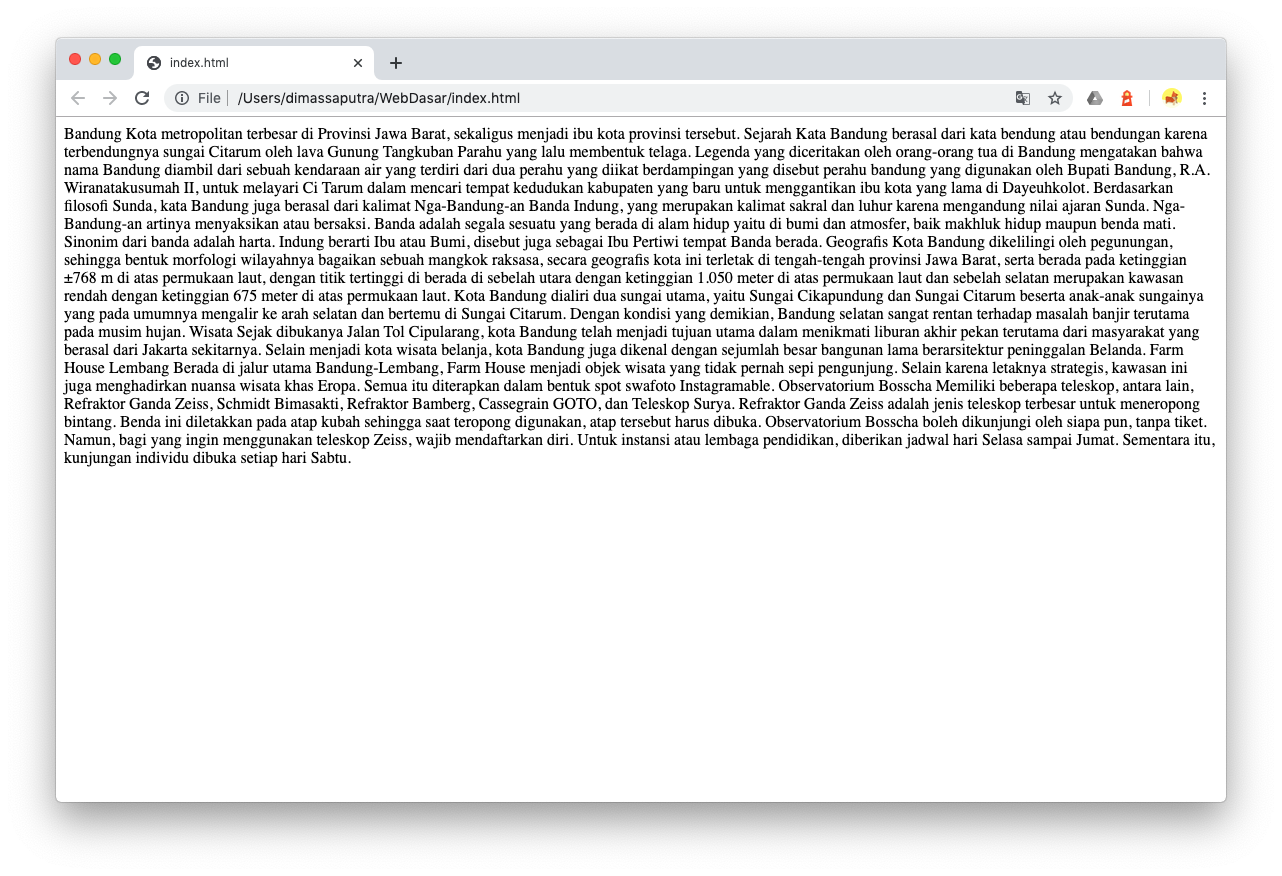 index.html
File
/Users/dimassaputra/WebDasar/index.html
Bandung Kota metropolitan terbesar di Provinsi Jawa Barat, sekaligus menjadi ibu kota provinsi tersebut. Sejarah Kata Bandung berasal dari kata bendung atau bendungan karena
terbendungnya sungai Citarum oleh lava Gunung Tangkuban Parahu yang lalu membentuk telaga. Legenda yang diceritakan oleh orang-orang tua di Bandung mengatakan bahwa
nama Bandung diambil dari sebuah kendaraan air yang terdiri dari dua perahu yang diikat berdampingan yang disebut perahu bandung yang digunakan oleh Bupati Bandung, R.A.
Wiranatakusumah II, untuk melayari Ci Tarum dalam mencari tempat kedudukan kabupaten yang baru untuk menggantikan ibu kota yang lama di Dayeuhkolot. Berdasarkan
filosofi Sunda, kata Bandung juga berasal dari kalimat Nga-Bandung-an Banda Indung, yang merupakan kalimat sakral dan luhur karena mengandung nilai ajaran Sunda. Nga-
Bandung-an artinya menyaksikan atau bersaksi. Banda adalah segala sesuatu yang berada di alam hidup yaitu di bumi dan atmosfer, baik makhluk hidup maupun benda mati.
Sinonim dari banda adalah harta. Indung berarti Ibu atau Bumi, disebut juga sebagai Ibu Pertiwi tempat Banda berada. Geografis Kota Bandung dikelilingi oleh pegunungan,
sehingga bentuk morfologi wilayahnya bagaikan sebuah mangkok raksasa, secara geografis kota ini terletak di tengah-tengah provinsi Jawa Barat, serta berada pada ketinggian
±768 m di atas permukaan laut, dengan titik tertinggi di berada di sebelah utara dengan ketinggian 1.050 meter di atas permukaan laut dan sebelah selatan merupakan kawasan
rendah dengan ketinggian 675 meter di atas permukaan laut. Kota Bandung dialiri dua sungai utama, yaitu Sungai Cikapundung dan Sungai Citarum beserta anak-anak sungainya
yang pada umumnya mengalir ke arah selatan dan bertemu di Sungai Citarum. Dengan kondisi yang demikian, Bandung selatan sangat rentan terhadap masalah banjir terutama
pada musim hujan. Wisata Sejak dibukanya Jalan Tol Cipularang, kota Bandung telah menjadi tujuan utama dalam menikmati liburan akhir pekan terutama dari masyarakat yang
berasal dari Jakarta sekitarnya. Selain menjadi kota wisata belanja, kota Bandung juga dikenal dengan sejumlah besar bangunan lama berarsitektur peninggalan Belanda. Farm
House Lembang Berada di jalur utama Bandung-Lembang, Farm House menjadi objek wisata yang tidak pernah sepi pengunjung. Selain karena letaknya strategis, kawasan ini
juga menghadirkan nuansa wisata khas Eropa. Semua itu diterapkan dalam bentuk spot swafoto Instagramable. Observatorium Bosscha Memiliki beberapa teleskop, antara lain,
Refraktor Ganda Zeiss, Schmidt Bimasakti, Refraktor Bamberg, Cassegrain GOTO, dan Teleskop Surya. Refraktor Ganda Zeiss adalah jenis teleskop terbesar untuk meneropong
bintang. Benda ini diletakkan pada atap kubah sehingga saat teropong digunakan, atap tersebut harus dibuka. Observatorium Bosscha boleh dikunjungi oleh siapa pun, tanpa tiket.
Namun, bagi yang ingin menggunakan teleskop Zeiss, wajib mendaftarkan diri. Untuk instansi atau lembaga pendidikan, diberikan jadwal hari Selasa sampai Jumat. Sementara itu,
kunjungan individu dibuka setiap hari Sabtu.